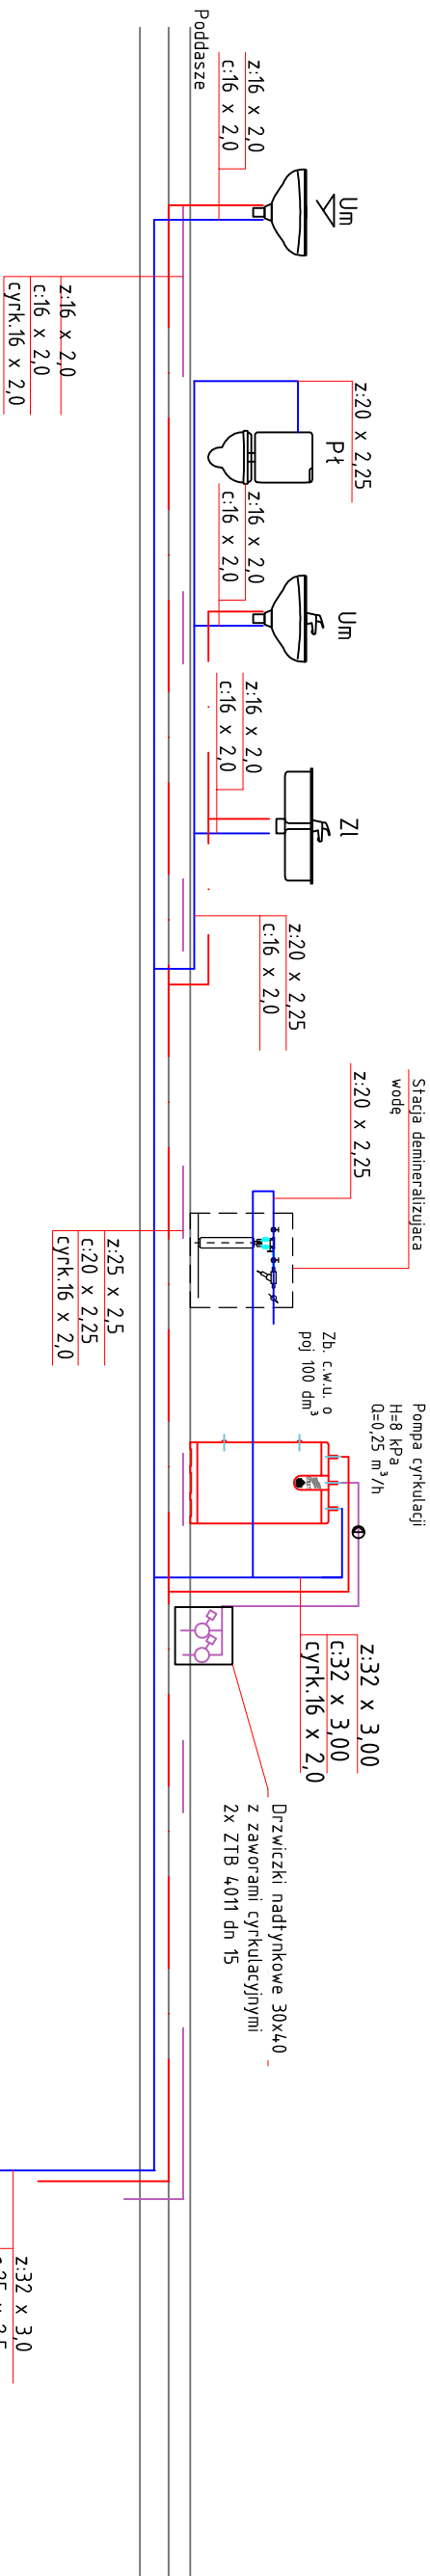 Poddasze
z:16 x 2,0
c:16 x 2,0
Um
z:16 x 2,0
c:16 x 2,0
cyrk.16 x 2,0
z:20 x 2,25
Pł
z:16 x 2,0
c:16 x 2,0
Um
z:16 x 2,0
c:16 x 2,0
Zl
z:20 x 2,25
c:16 x 2,0
Stacja demineralizujaca
wodę
z:20 x 2,25
z:25 x 2,5
c:20 x 2,25
cyrk.16 x 2,0
Zb. c.w.u. o
poj 100 dm³
Pompa cyrkulacji
H=8 kPa
Q=0,25 m³/h
z:32 x 3,00
c:32 x 3,00
cyrk.16 x 2,0
Drzwiczki nadtynkowe 30x40
z zaworami cyrkulacyjnymi
2x ZTB 4011 dn 15
z:32 x 3,0